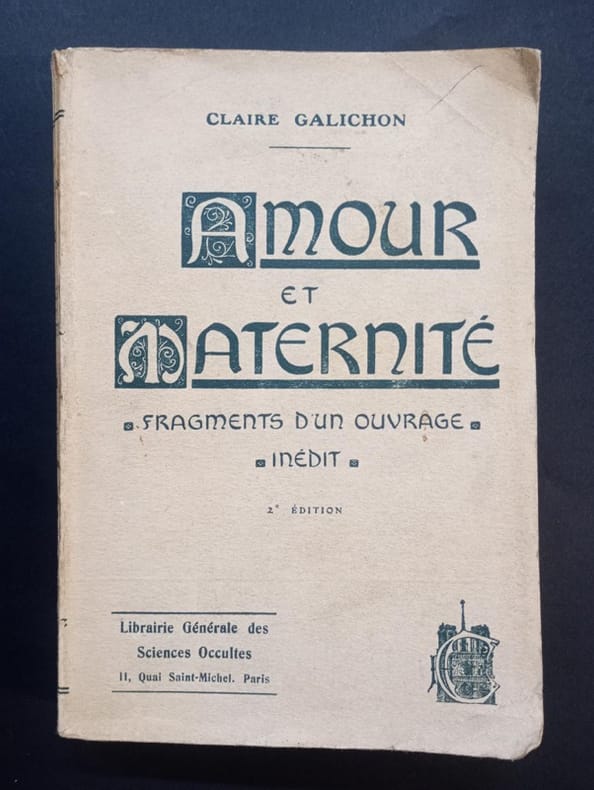 CLAIRE GALICHON
AMOUR
ET
MATERNITÉ
FRAGMENTS D'UN OUVRAGE
INÉDIT
2e ÉDITION
Librairie Générale des
Sciences Occultes
11, Quai Saint-Michel. Paris